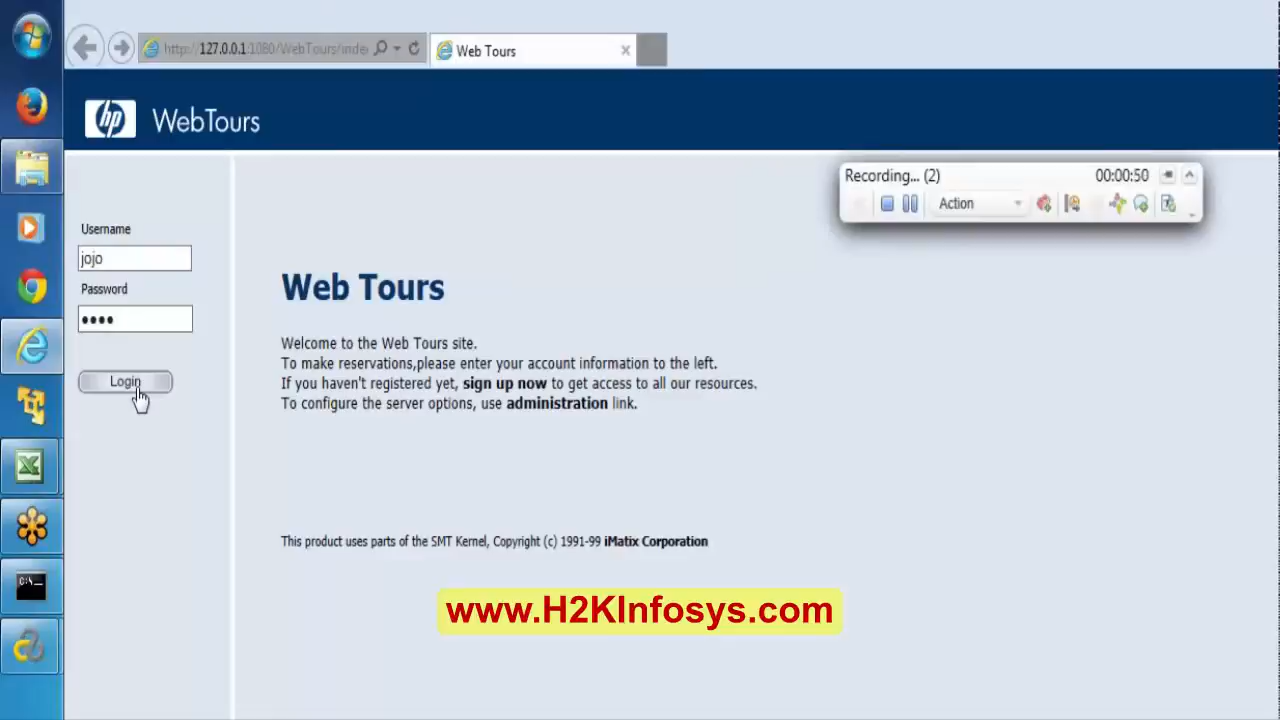 http://127.0.0.1:1080/WebTours/inde
Web Tours
hp
WebTours
Recording... (2)
00:00:50
Action
Username
jojo
Password
Login
Web Tours
Welcome to the Web Tours site.
To make reservations,please enter your account information to the left.
If you haven't registered yet, sign up now to get access to all our resources.
To configure the server options, use administration link.
This product uses parts of the SMT Kernel, Copyright (c) 1991-99 iMatix Corporation
www.H2KInfosys.com
C:\_